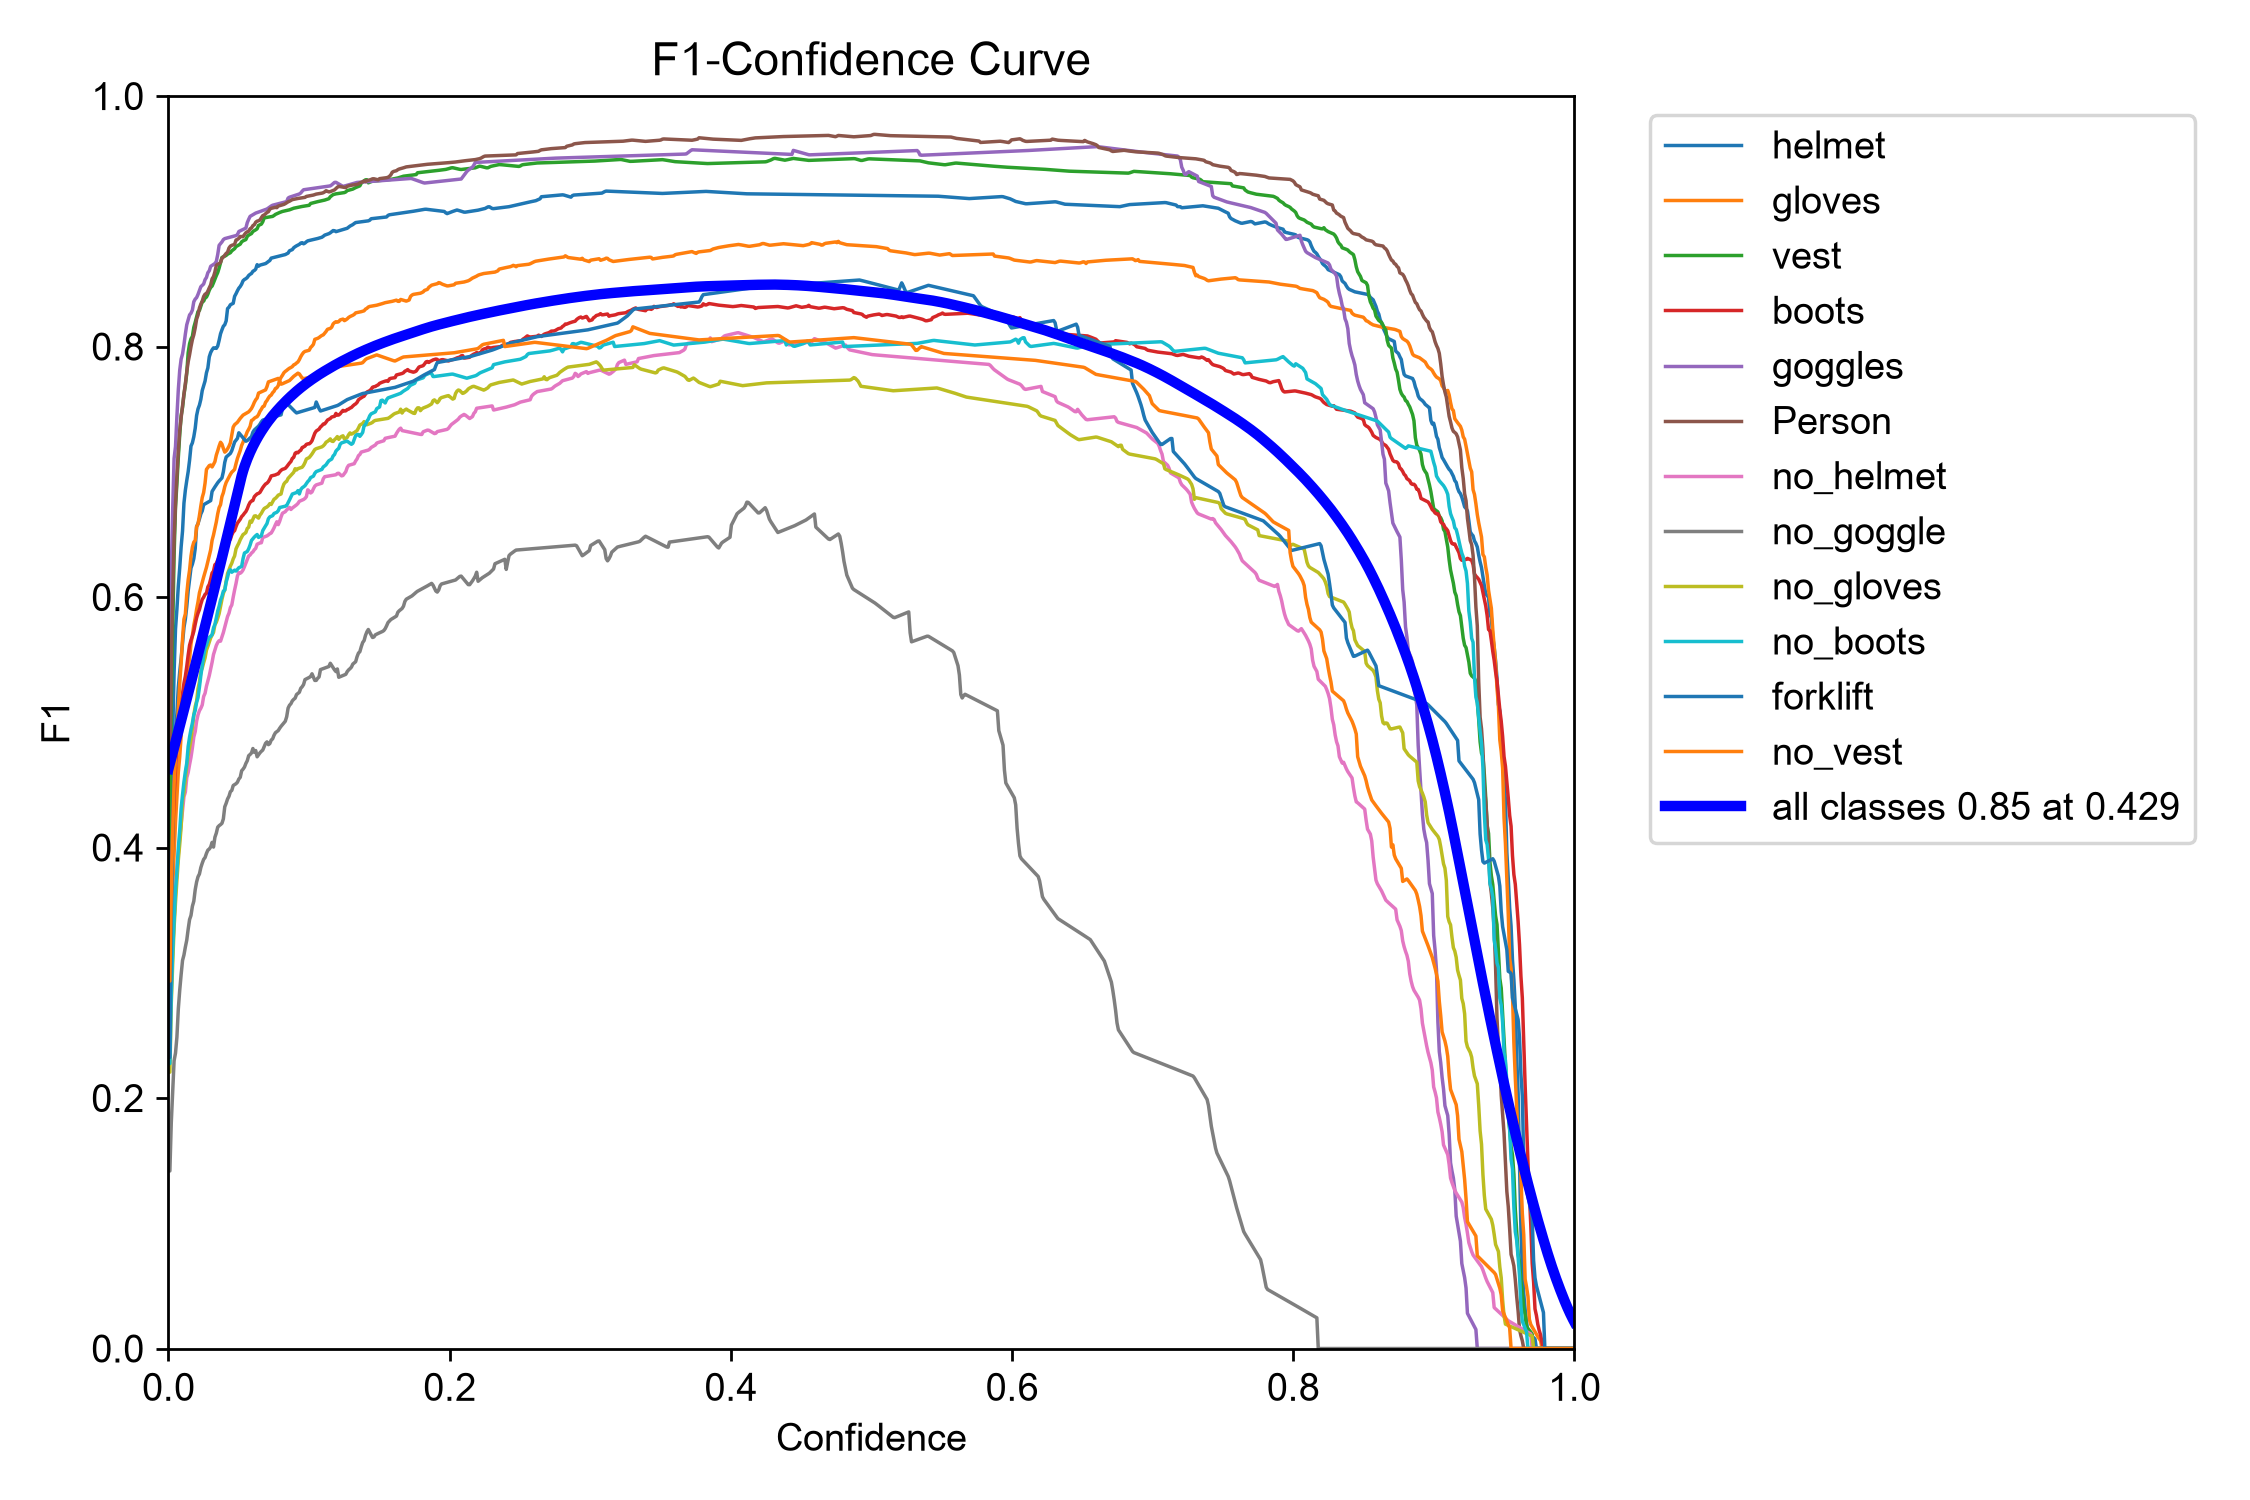 F1-Confidence Curve
1.0
0.8
0.6
0.4
0.2
0.0
F1
0.0 0.2 0.4 0.6 0.8 1.0
Confidence
helmet
gloves
vest
boots
goggles
Person
no_helmet
no_goggle
no_gloves
no_boots
forklift
no_vest
all classes 0.85 at 0.429